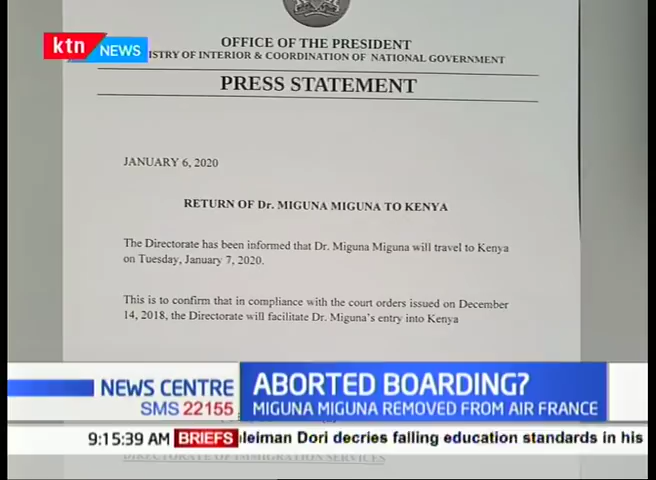 ktn NEWS
OFFICE OF THE PRESIDENT
ISTRY OF INTERIOR & COORDINATION OF NATIONAL GOVERNMENT
PRESS STATEMENT
JANUARY 6, 2020
RETURN OF Dr. MIGUNA MIGUNA TO KENYA
The Directorate has been informed that Dr. Miguna Miguna will travel to Kenya
on Tuesday, January 7, 2020.
This is to confirm that in compliance with the court orders issued on December
14, 2018, the Directorate will facilitate Dr. Miguna's entry into Kenya
NEWS CENTRE
SMS 22155
ABORTED BOARDING?
MIGUNA MIGUNA REMOVED FROM AIR FRANCE
9:15:39 AM BRIEFS leiman Dori decries falling education standards in his
DIRECTORATE OF IMMIGRATION SERVICES